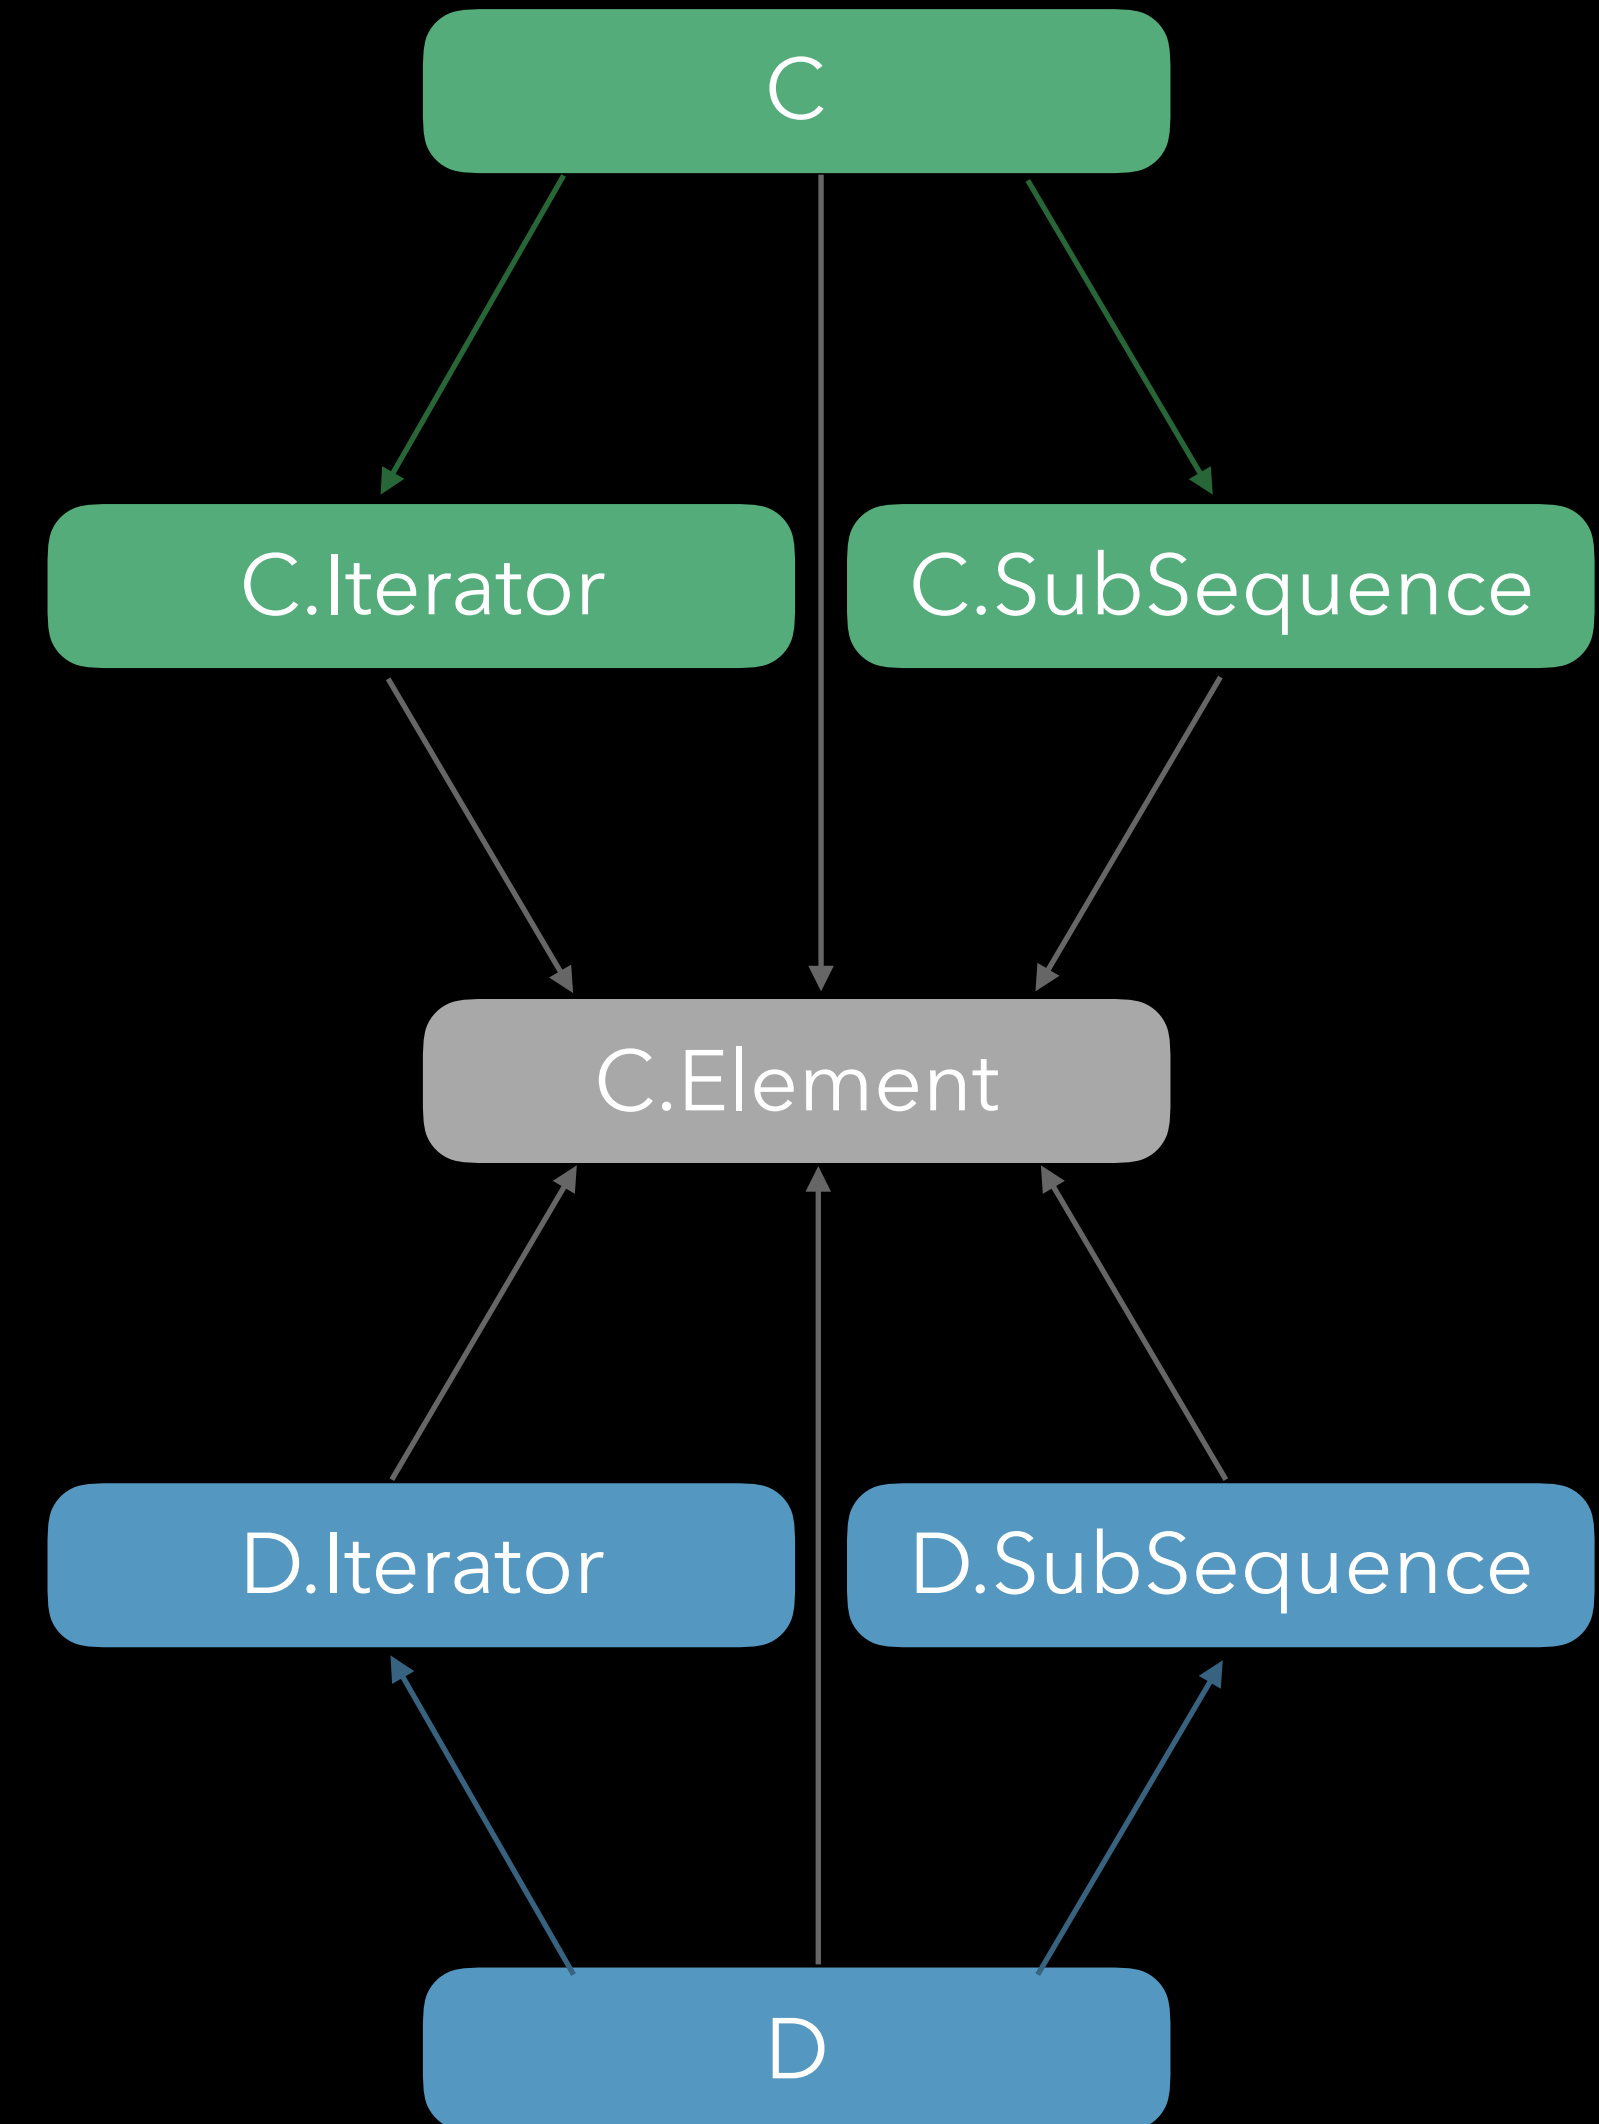 C
C.Iterator
C.SubSequence
C.Element
D.Iterator
D.SubSequence
D